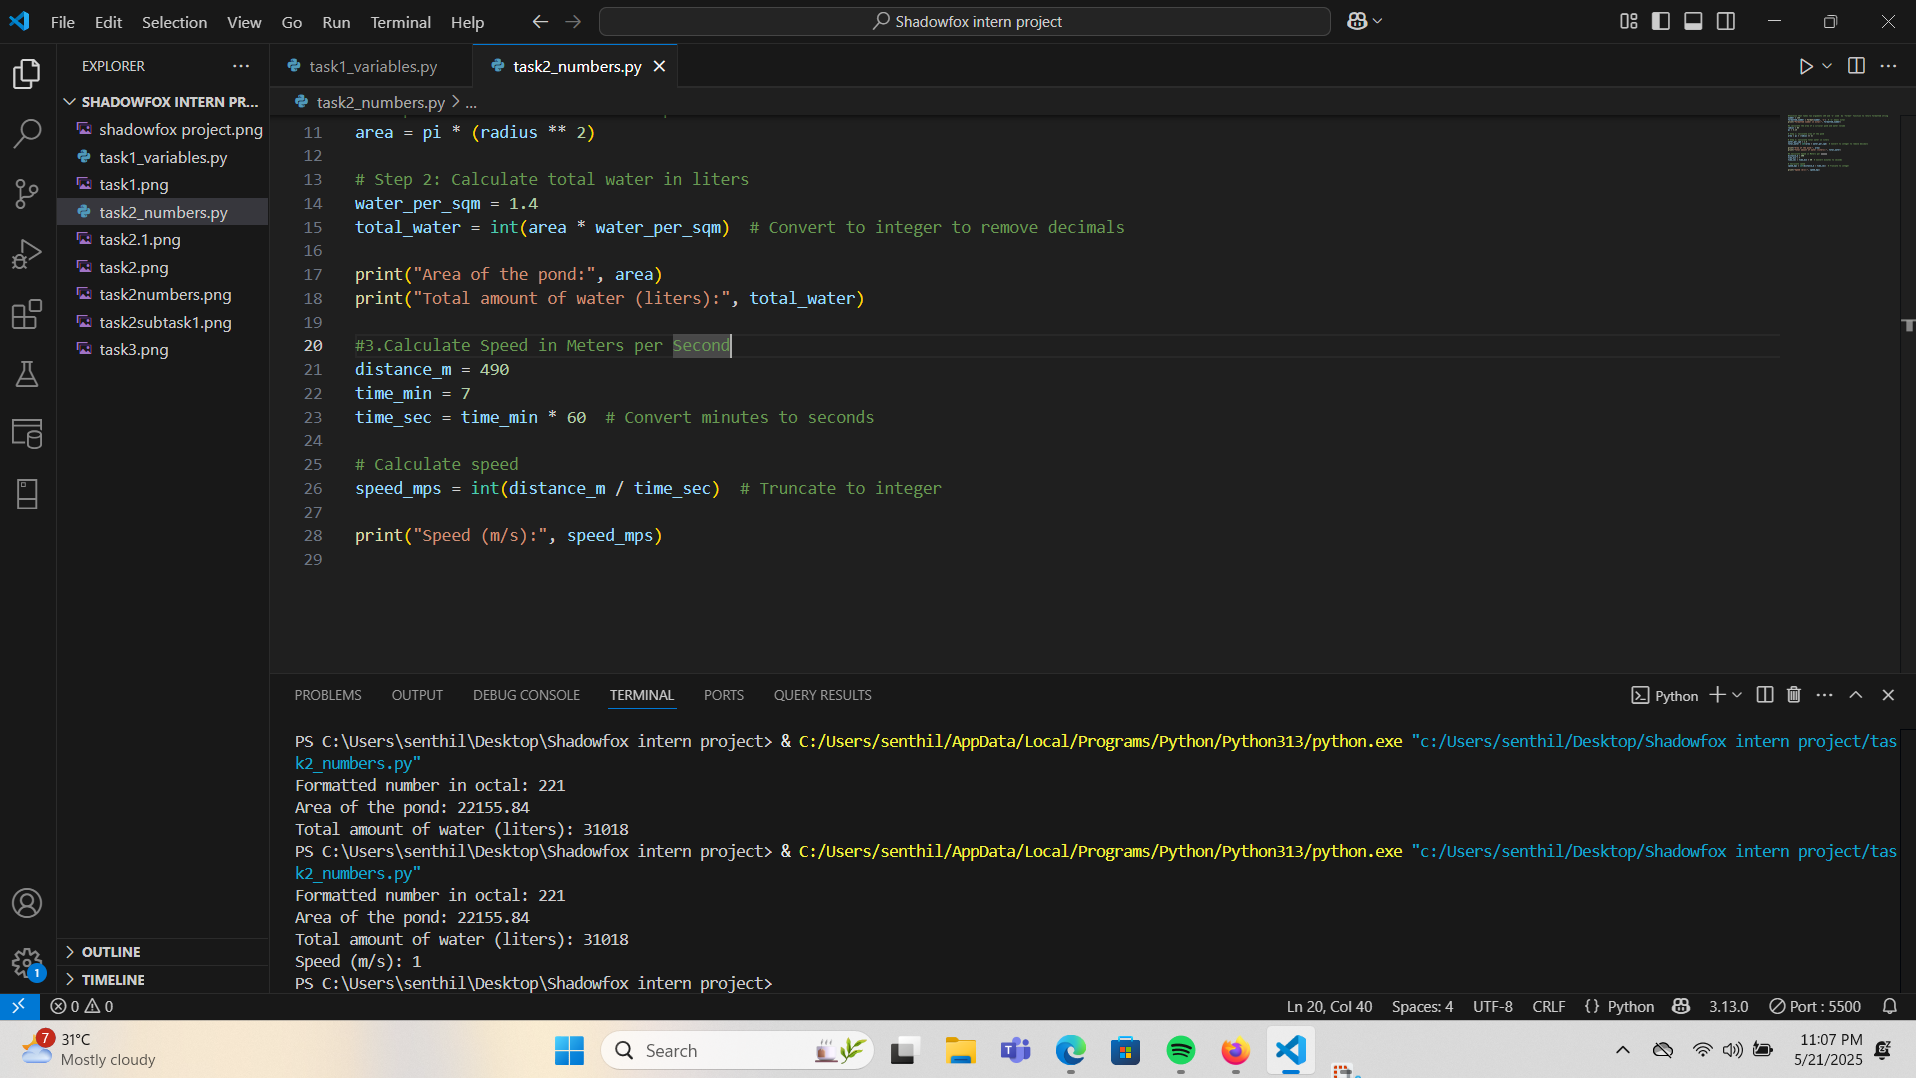 File Edit Selection View Go Run Terminal Help
Shadowfox intern project
EXPLORER
SHADOWFOX INTERN PR...
shadowfox project.png
task1_variables.py
task1.png
task2_numbers.py
task2.1.png
task2.png
task2numbers.png
task2subtask1.png
task3.png
OUTLINE
TIMELINE
task1_variables.py
task2_numbers.py
task2_numbers.py > ...
11 area = pi * (radius ** 2)
12
13 # Step 2: Calculate total water in liters
14 water_per_sqm = 1.4
15 total_water = int(area * water_per_sqm)  # Convert to integer to remove decimals
16
17 print("Area of the pond:", area)
18 print("Total amount of water (liters):", total_water)
19
20 #3.Calculate Speed in Meters per Second
21 distance_m = 490
22 time_min = 7
23 time_sec = time_min * 60  # Convert minutes to seconds
24
25 # Calculate speed
26 speed_mps = int(distance_m / time_sec)  # Truncate to integer
27
28 print("Speed (m/s):", speed_mps)
29
PROBLEMS OUTPUT DEBUG CONSOLE TERMINAL PORTS QUERY RESULTS
Python
PS C:\Users\senthil\Desktop\Shadowfox intern project> & C:/Users/senthil/AppData/Local/Programs/Python/Python313/python.exe "c:/Users/senthil/Desktop/Shadowfox intern project/tas
k2_numbers.py"
Formatted number in octal: 221
Area of the pond: 22155.84
Total amount of water (liters): 31018
PS C:\Users\senthil\Desktop\Shadowfox intern project> & C:/Users/senthil/AppData/Local/Programs/Python/Python313/python.exe "c:/Users/senthil/Desktop/Shadowfox intern project/tas
k2_numbers.py"
Formatted number in octal: 221
Area of the pond: 22155.84
Total amount of water (liters): 31018
Speed (m/s): 1
PS C:\Users\senthil\Desktop\Shadowfox intern project>
1
0 0
Ln 20, Col 40 Spaces: 4 UTF-8 CRLF {} Python 3.13.0 Port : 5500
7
31°C
Mostly cloudy
Search
11:07 PM
5/21/2025